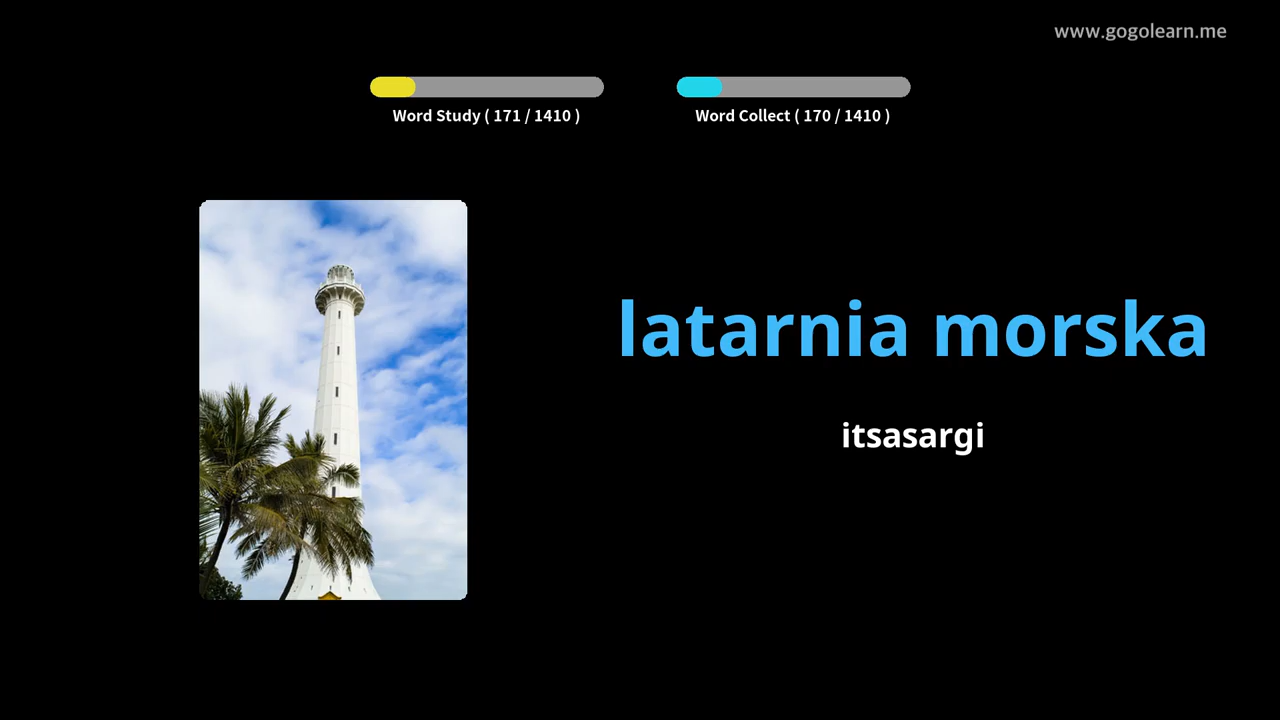 www.gogolearn.me
Word Study ( 171 / 1410 )
Word Collect ( 170 / 1410 )
latarnia morska
itsasargi